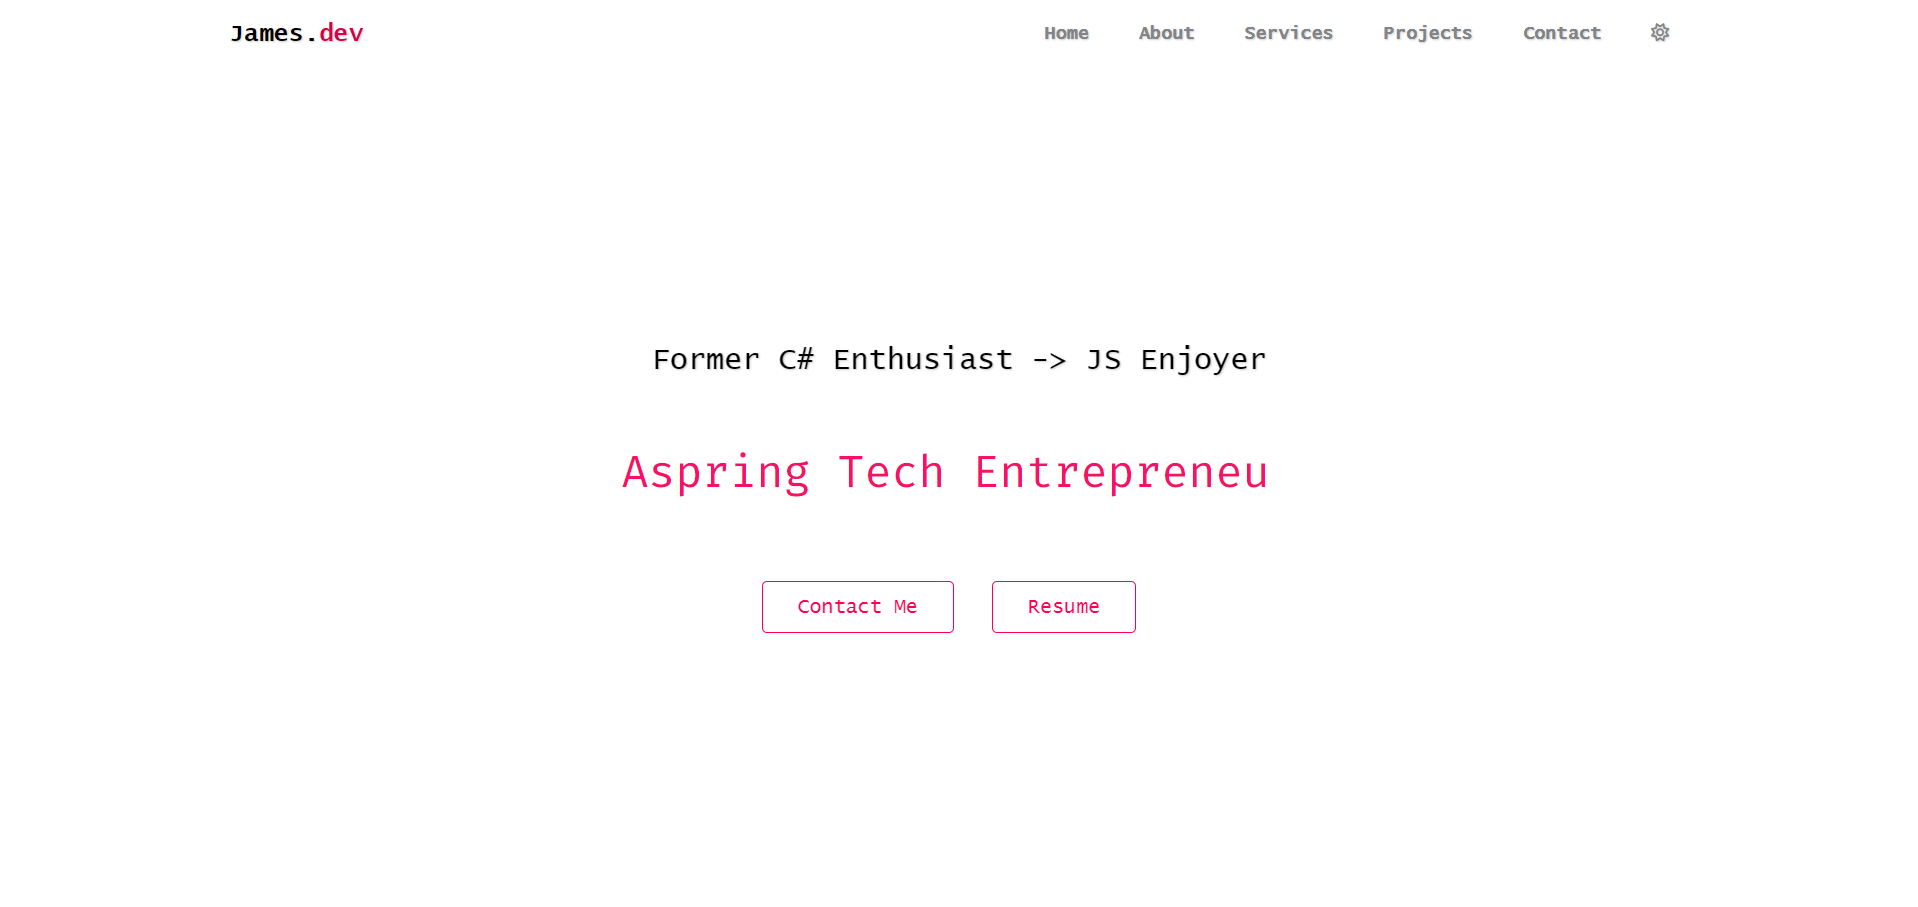 James.dev
Home About Services Projects Contact
Former C# Enthusiast -> JS Enjoyer
Aspring Tech Entrepreneu
Contact Me Resume